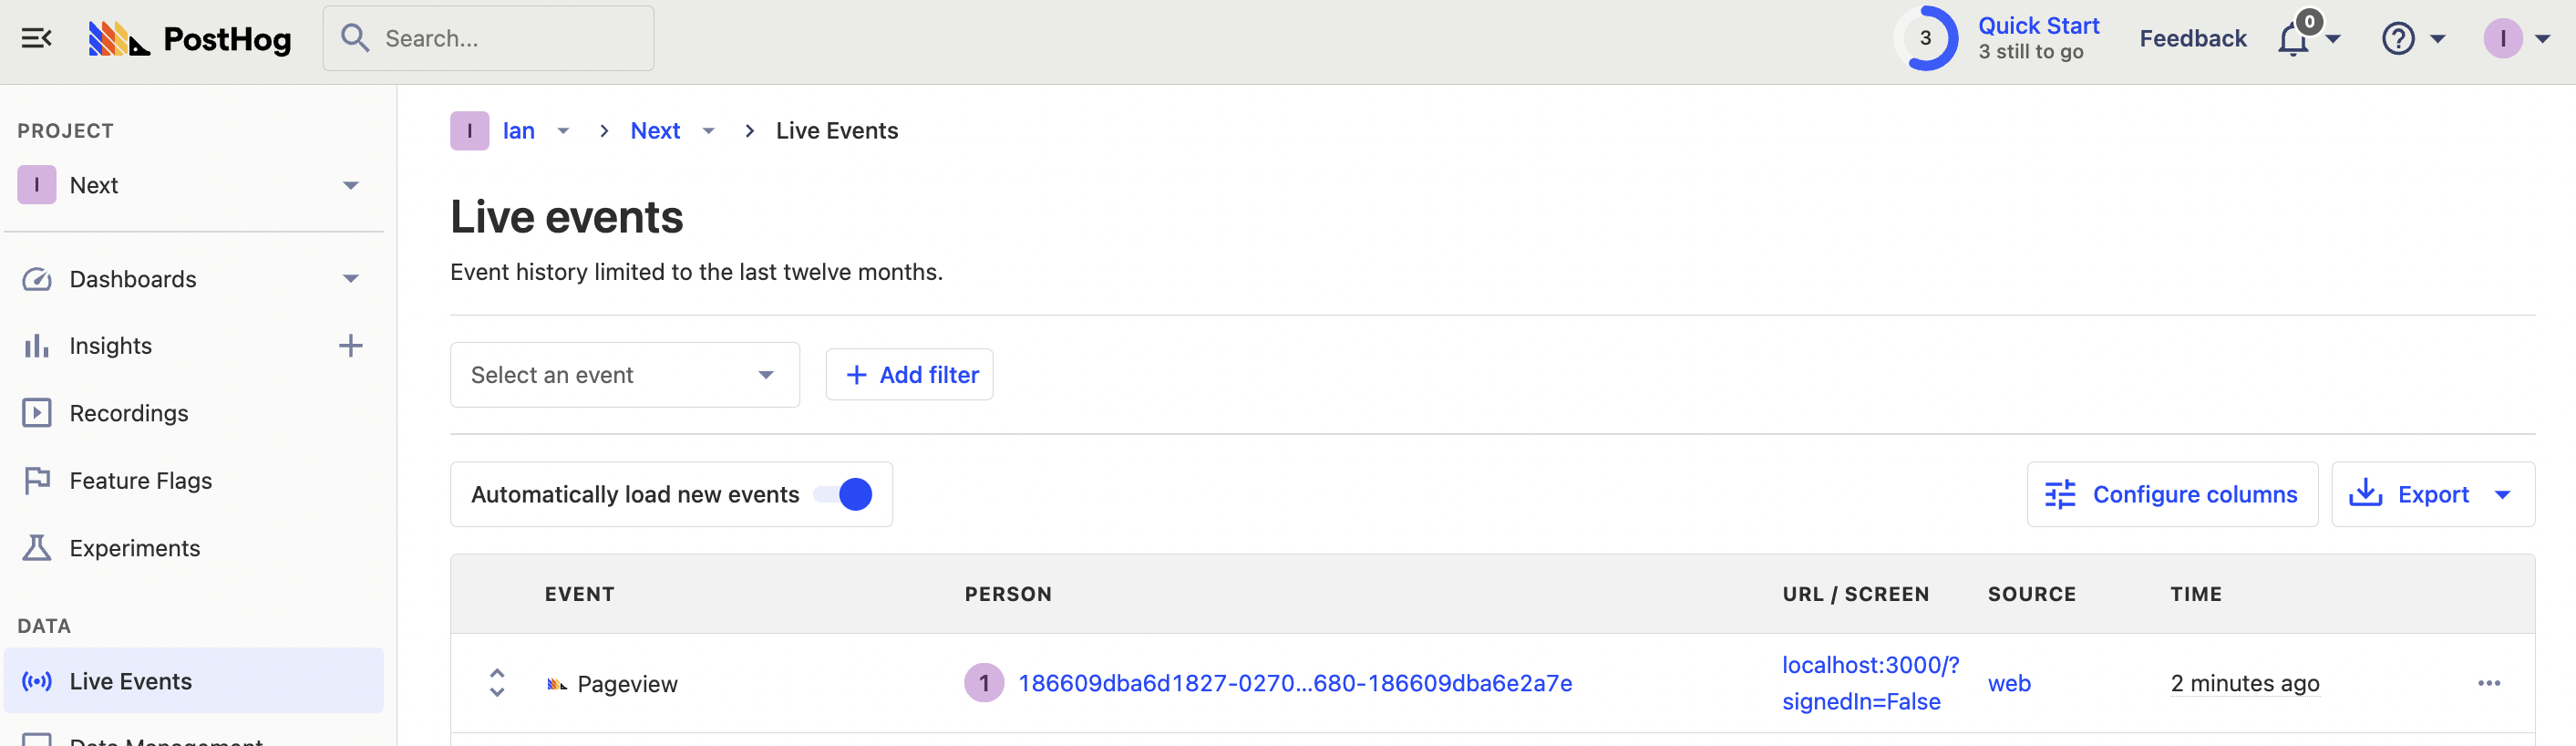 PostHog
Search...
3
Quick Start
3 still to go
Feedback
0
I
PROJECT
I Next
Dashboards
Insights
Recordings
Feature Flags
Experiments
DATA
Live Events
Data Management
I Ian > Next > Live Events
Live events
Event history limited to the last twelve months.
Select an event
Add filter
Automatically load new events
Configure columns
Export
EVENT PERSON URL / SCREEN SOURCE TIME
Pageview 1 186609dba6d1827-0270...680-186609dba6e2a7e localhost:3000/? web 2 minutes ago
signedIn=False